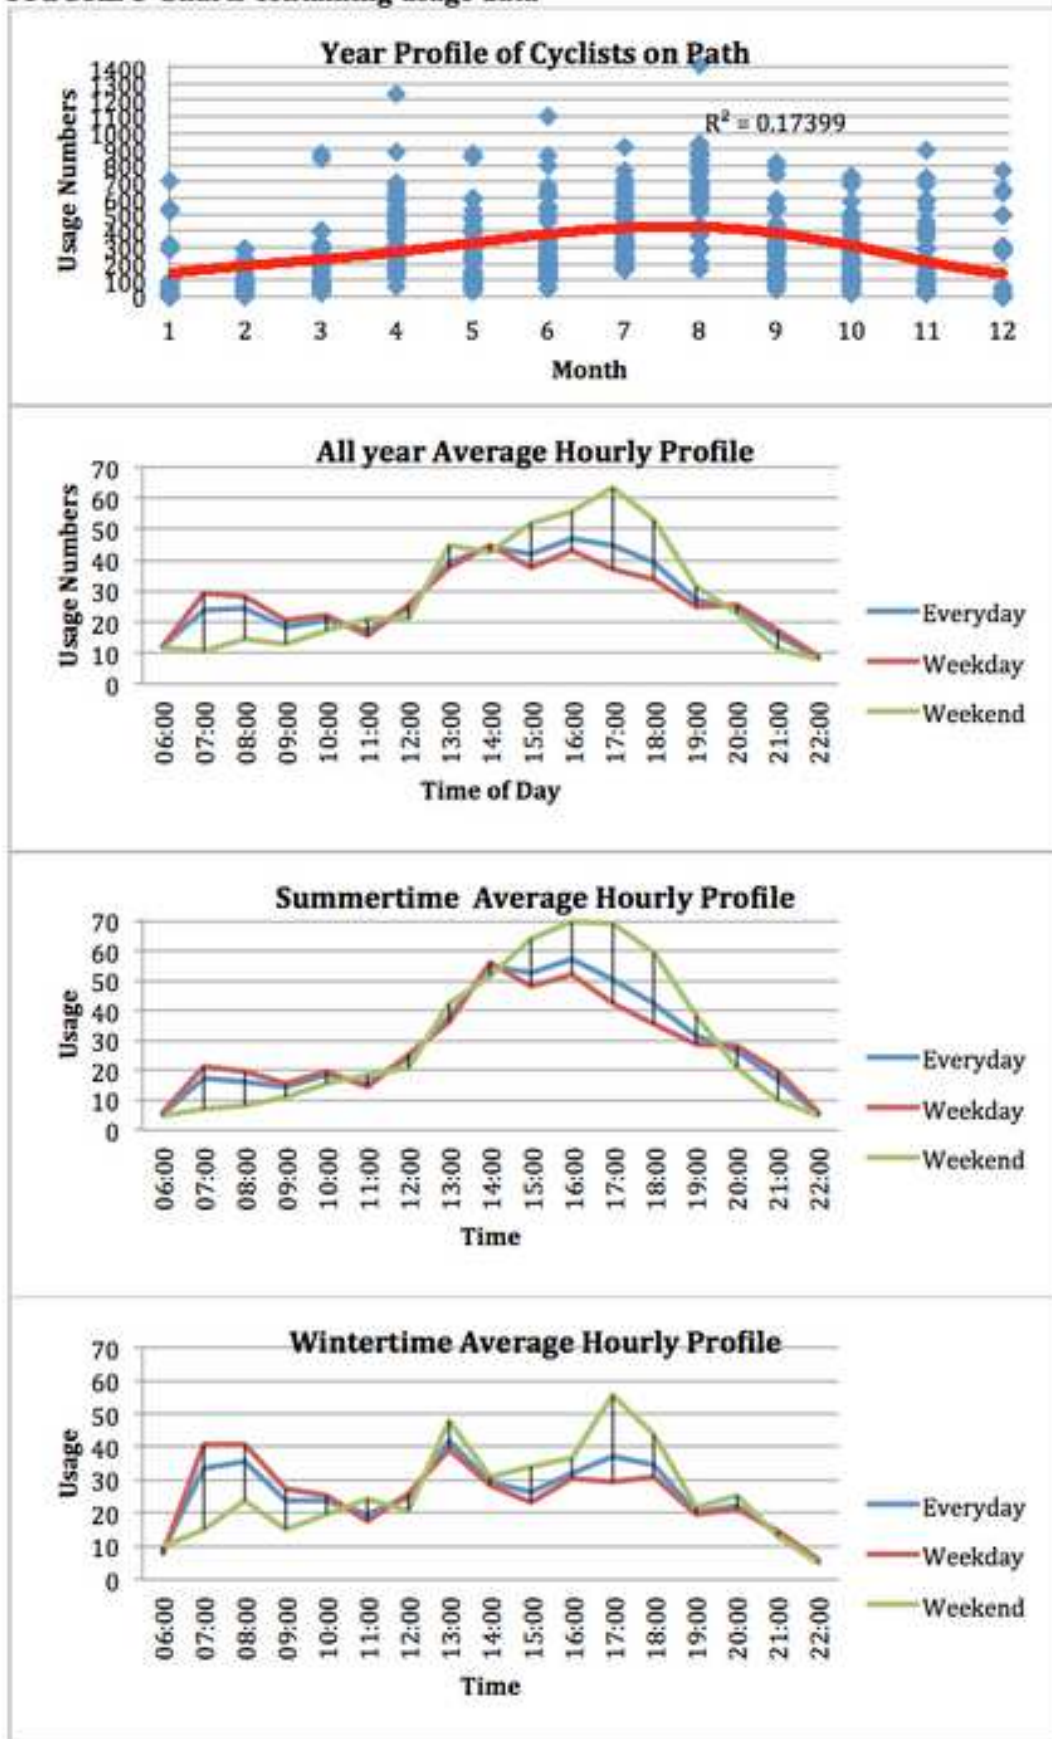 Year Profile of Cyclists on Path
1400
1300
1200
1100
1000
900
800
700
600
500
400
300
200
100
0
Usage Numbers
R² = 0.17399
1 2 3 4 5 6 7 8 9 10 11 12
Month
All year Average Hourly Profile
70
60
50
40
30
20
10
0
Usage Numbers
Everyday
Weekday
Weekend
06:00 07:00 08:00 09:00 10:00 11:00 12:00 13:00 14:00 15:00 16:00 17:00 18:00 19:00 20:00 21:00 22:00
Time of Day
Summertime Average Hourly Profile
70
60
50
40
30
20
10
0
Usage
Everyday
Weekday
Weekend
06:00 07:00 08:00 09:00 10:00 11:00 12:00 13:00 14:00 15:00 16:00 17:00 18:00 19:00 20:00 21:00 22:00
Time
Wintertime Average Hourly Profile
70
60
50
40
30
20
10
0
Usage
Everyday
Weekday
Weekend
06:00 07:00 08:00 09:00 10:00 11:00 12:00 13:00 14:00 15:00 16:00 17:00 18:00 19:00 20:00 21:00 22:00
Time